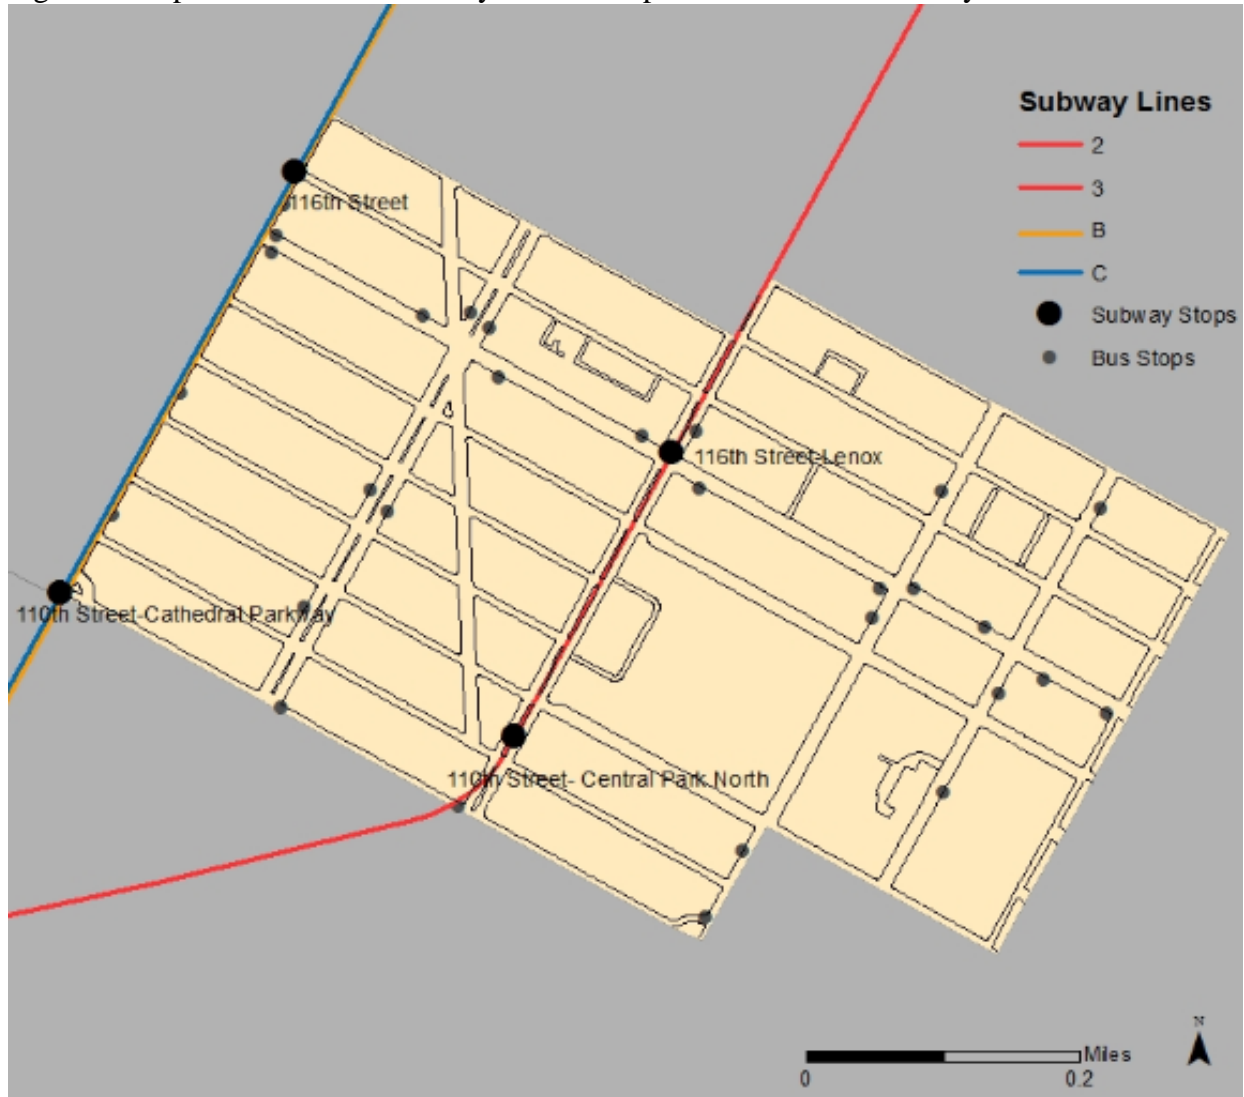 Subway Lines
2
3
B
C
Subway Stops
Bus Stops
116th Street
116th Street-Lenox
110th Street-Cathedral Parkway
110th Street- Central Park North
N
Miles
0
0.2